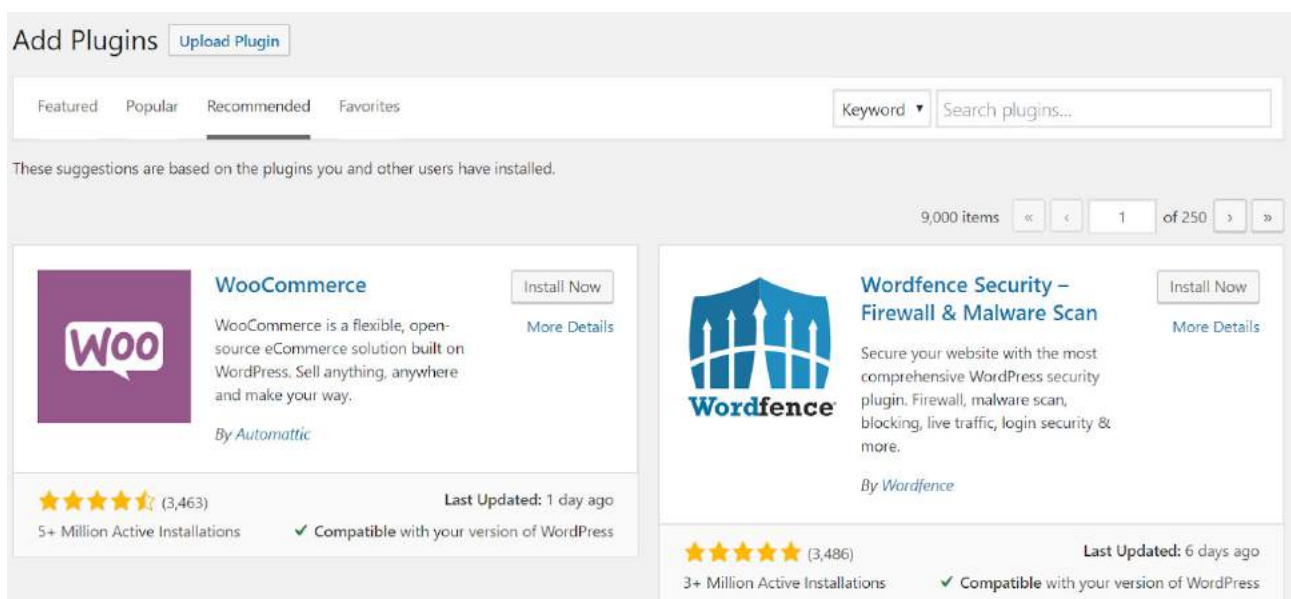 Add Plugins Upload Plugin
Featured Popular Recommended Favorites Keyword Search plugins...
These suggestions are based on the plugins you and other users have installed.
9,000 items « ‹ 1 of 250 › »
WOO
WooCommerce
Install Now
More Details
WooCommerce is a flexible, open-
source eCommerce solution built on
WordPress. Sell anything, anywhere
and make your way.
By Automattic
(3,463)
Last Updated: 1 day ago
5+ Million Active Installations
✔ Compatible with your version of WordPress
Wordfence
Wordfence Security –
Firewall & Malware Scan
Install Now
More Details
Secure your website with the most
comprehensive WordPress security
plugin. Firewall, malware scan,
blocking, live traffic, login security &
more.
By Wordfence
(3,486)
Last Updated: 6 days ago
3+ Million Active Installations
✔ Compatible with your version of WordPress